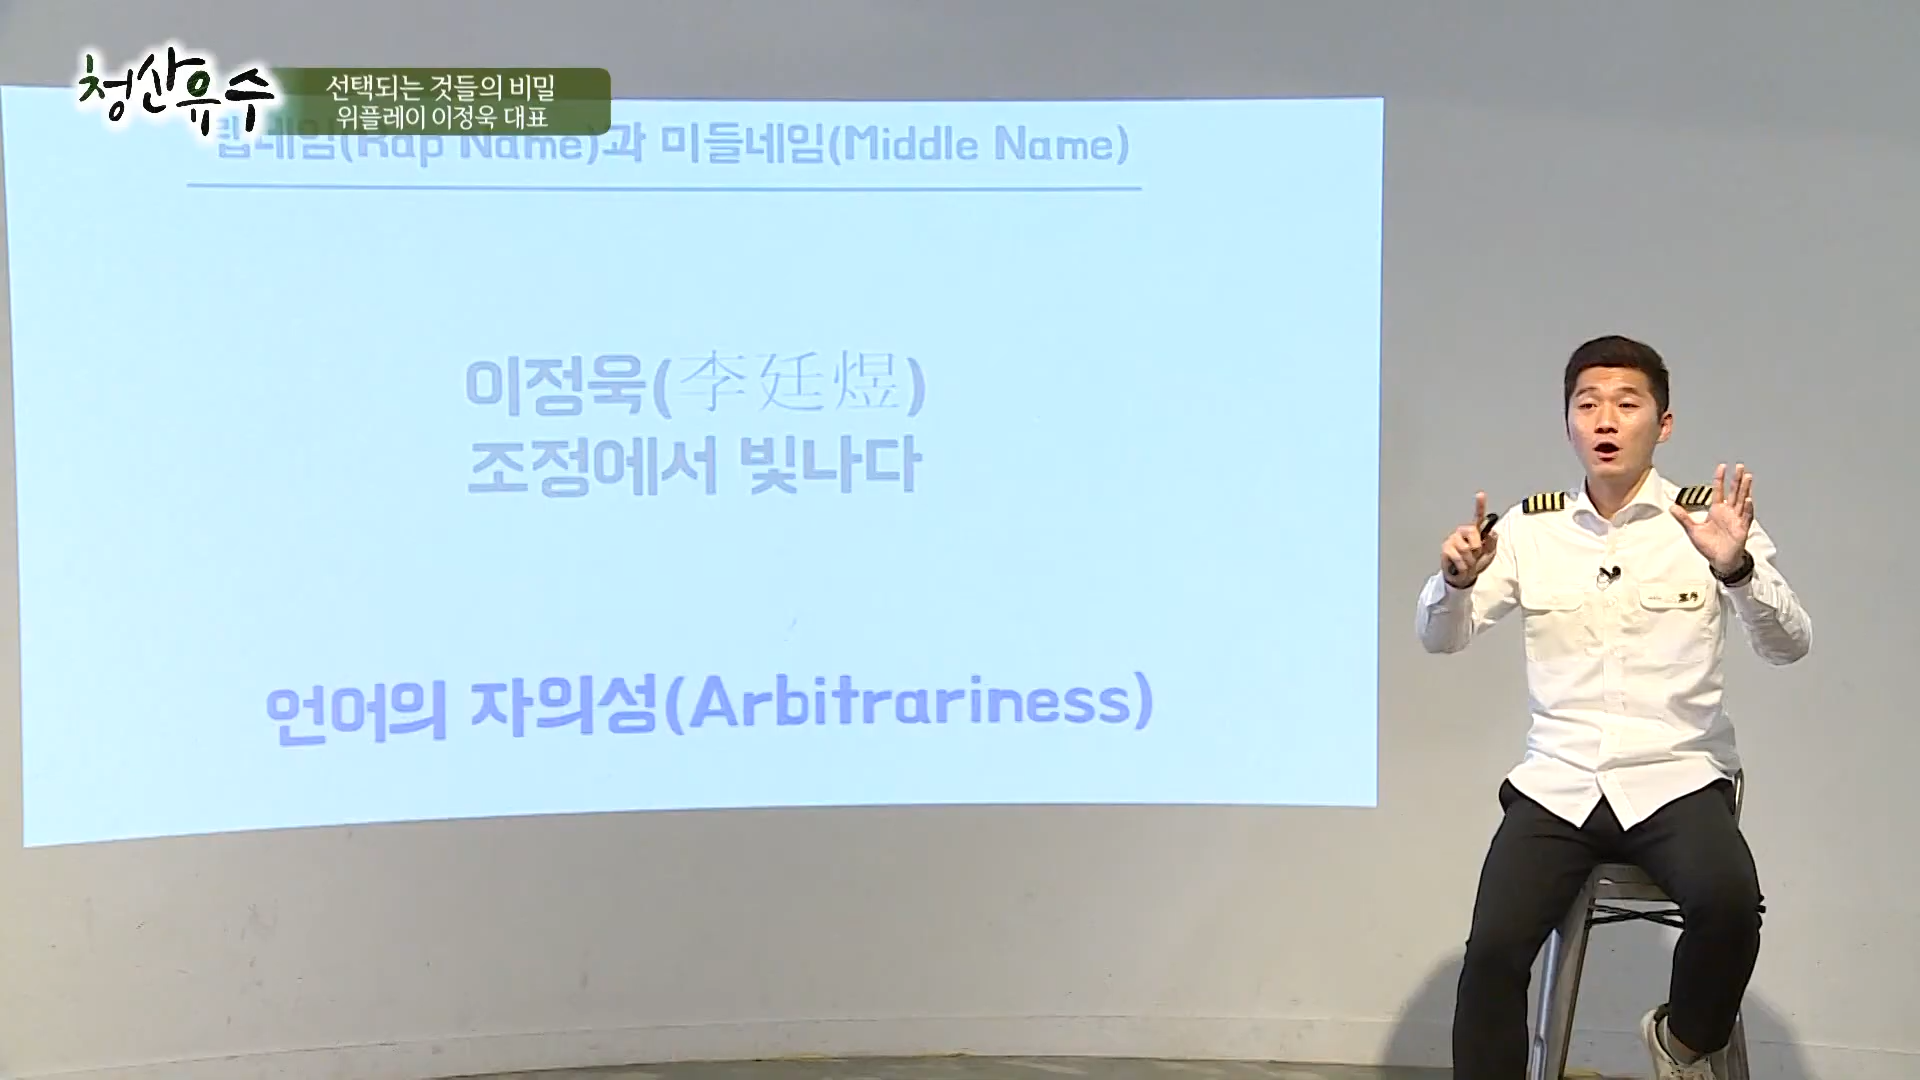 청산유수
선택되는 것들의 비밀
위플레이 이정욱 대표
랩네임(Rap Name)과 미들네임(Middle Name)
이정욱(李廷煜)
조정에서 빛나다
언어의 자의성(Arbitrariness)